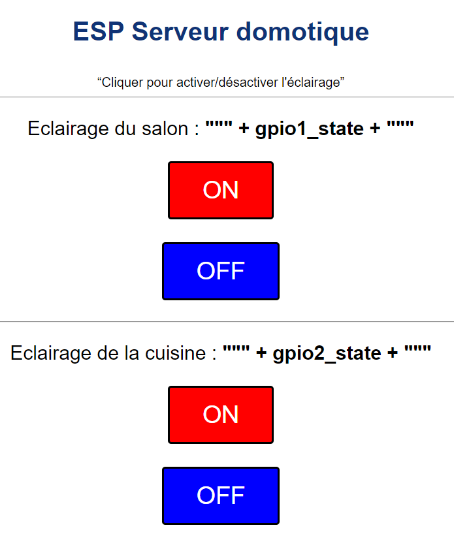 ESP Serveur domotique
“Cliquer pour activer/désactiver l'éclairage”
Eclairage du salon : """ + gpio1_state + """
ON
OFF
Eclairage de la cuisine : """ + gpio2_state + """
ON
OFF